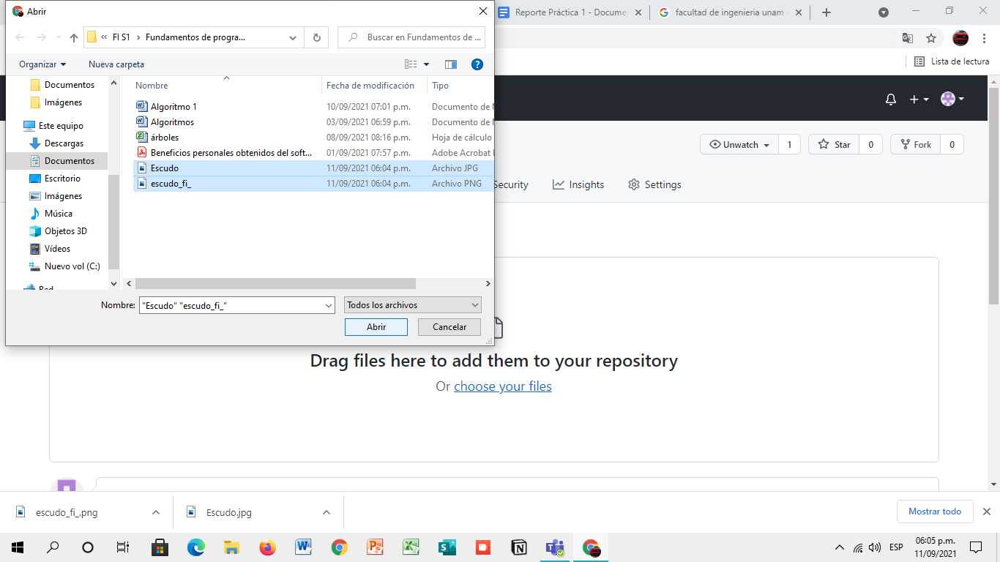 Abrir
Reporte Práctica 1 - Docume
facultad de ingenieria unam -
« FI S1 > Fundamentos de progra...
Buscar en Fundamentos de ...
Organizar
Nueva carpeta
Lista de lectura
Documentos
Imágenes
Este equipo
Descargas
Documentos
Escritorio
Imágenes
Música
Objetos 3D
Vídeos
Nuevo vol (C:)
Red
Nombre Fecha de modificación Tipo
Algoritmo 1 10/09/2021 07:01 p.m. Documento de M
Algoritmos 03/09/2021 06:59 p.m. Documento de M
árboles 08/09/2021 08:16 p.m. Hoja de cálculo
Beneficios personales obtenidos del soft... 01/09/2021 07:57 p.m. Adobe Acrobat
Escudo 11/09/2021 06:04 p.m. Archivo JPG
escudo_fi_ 11/09/2021 06:04 p.m. Archivo PNG
Nombre: "Escudo" "escudo_fi_" Todos los archivos
Abrir Cancelar
Unwatch 1 Star 0 Fork 0
Security Insights Settings
Drag files here to add them to your repository
Or choose your files
escudo_fi_.png
Escudo.jpg
Mostrar todo
ESP
06:05 p.m.
11/09/2021